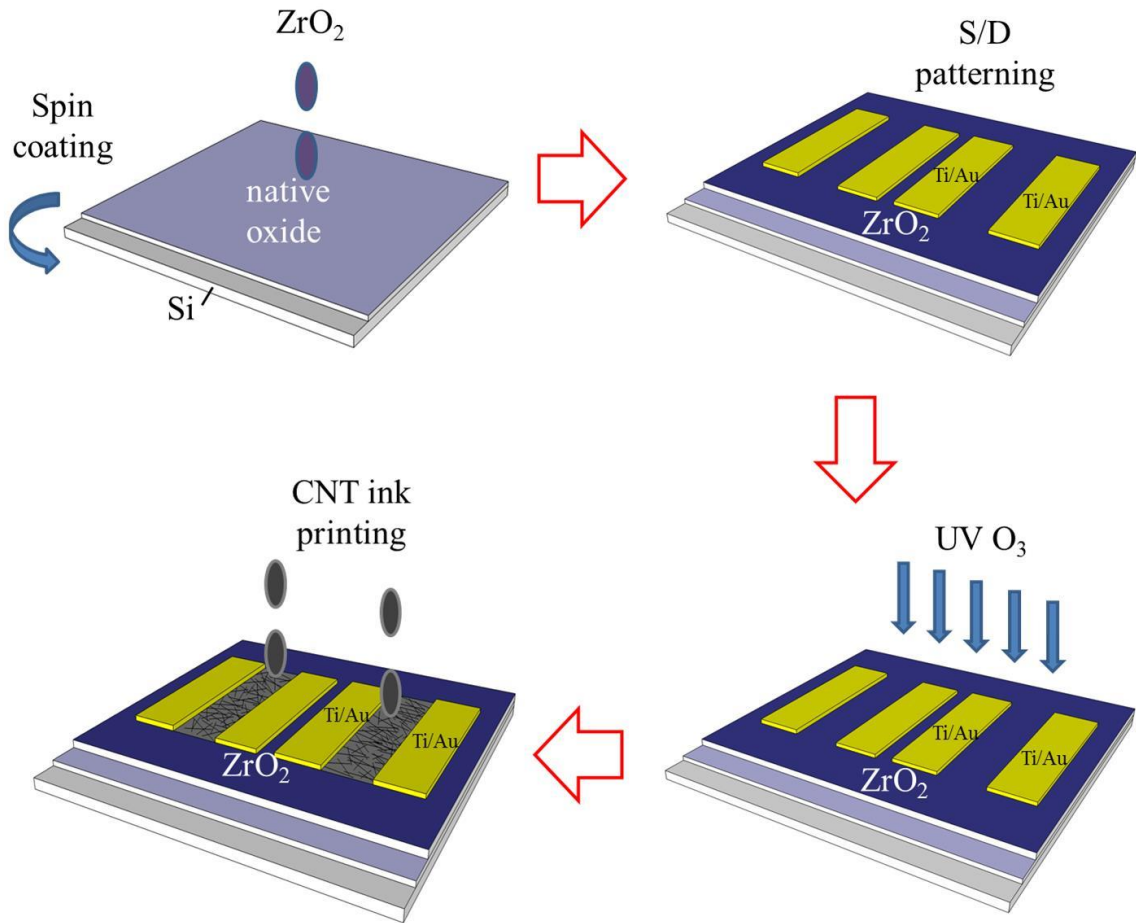 ZrO₂
Spin
coating
native
oxide
Si
S/D
patterning
Ti/Au
Ti/Au
ZrO₂
UV O₃
Ti/Au
Ti/Au
ZrO₂
CNT ink
printing
Ti/Au
Ti/Au
ZrO₂